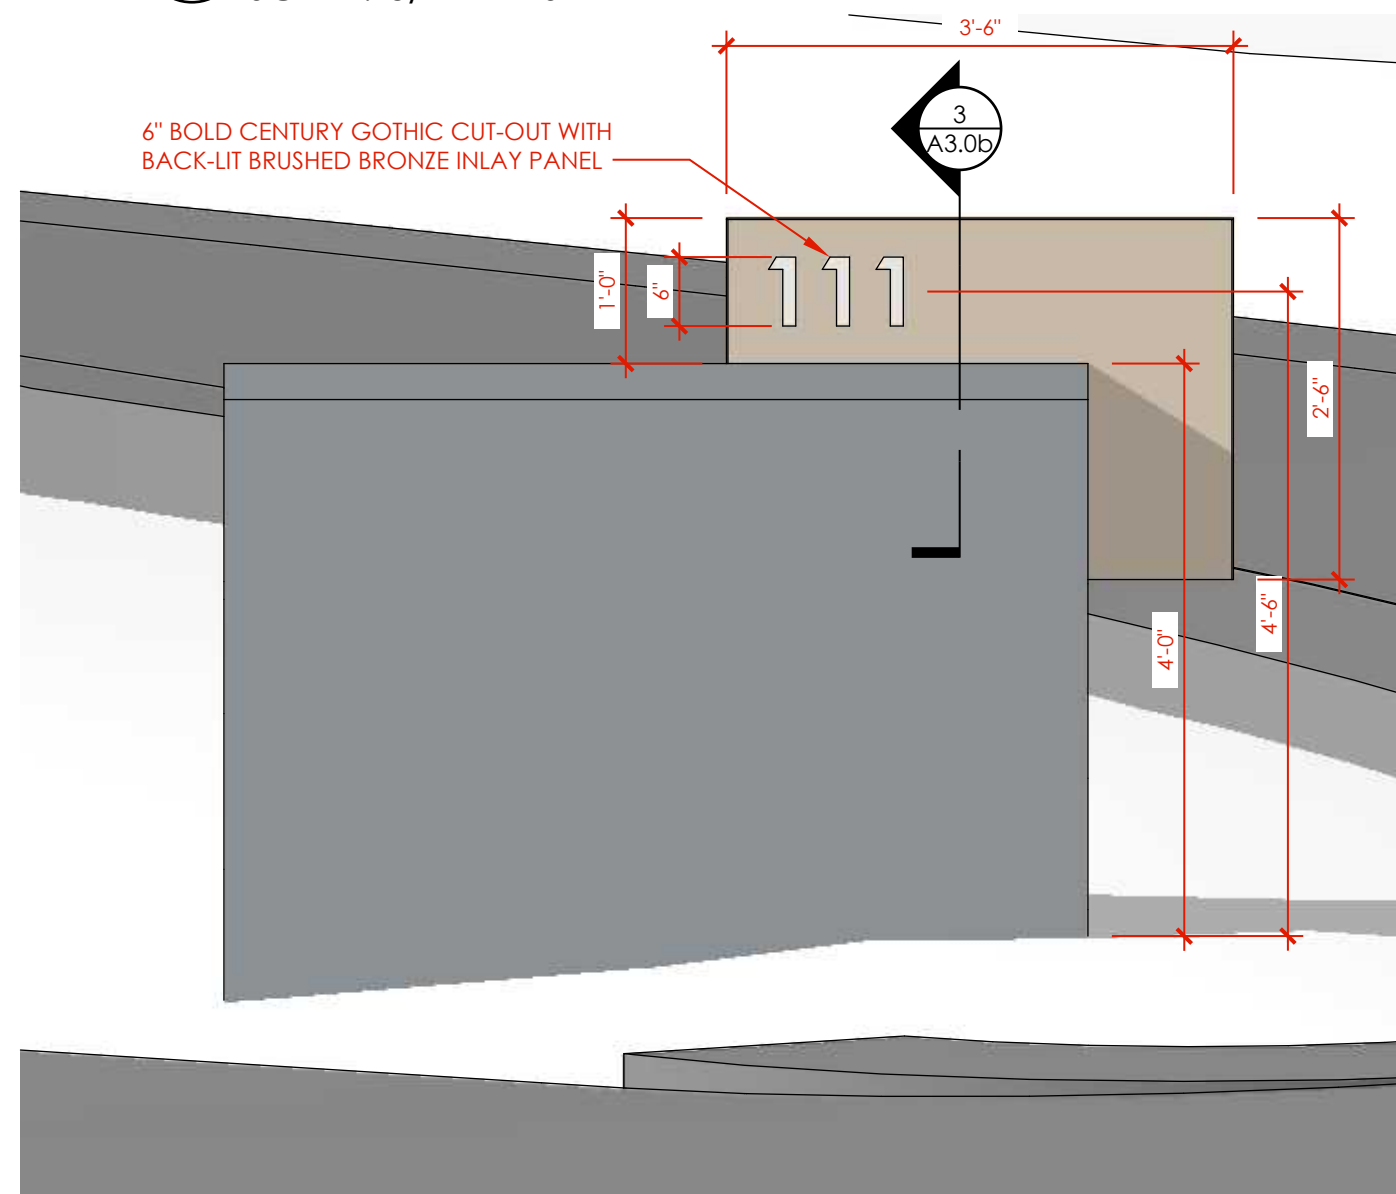 3'-6"
3
A3.0b
6" BOLD CENTURY GOTHIC CUT-OUT WITH
BACK-LIT BRUSHED BRONZE INLAY PANEL
111
1'-0"
6"
2'-6"
4'-6"
4'-0"